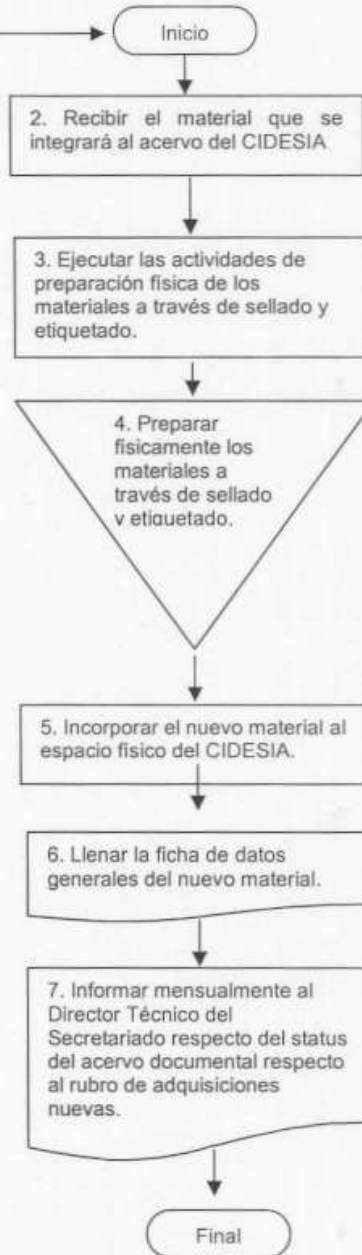 Inicio
2. Recibir el material que se
integrará al acervo del CIDESIA
3. Ejecutar las actividades de
preparación física de los
materiales a través de sellado y
etiquetado.
4. Preparar
físicamente los
materiales a
través de sellado
y etiquetado.
5. Incorporar el nuevo material al
espacio físico del CIDESIA.
6. Llenar la ficha de datos
generales del nuevo material.
7. Informar mensualmente al
Director Técnico del
Secretariado respecto del status
del acervo documental respecto
al rubro de adquisiciones
nuevas.
Final